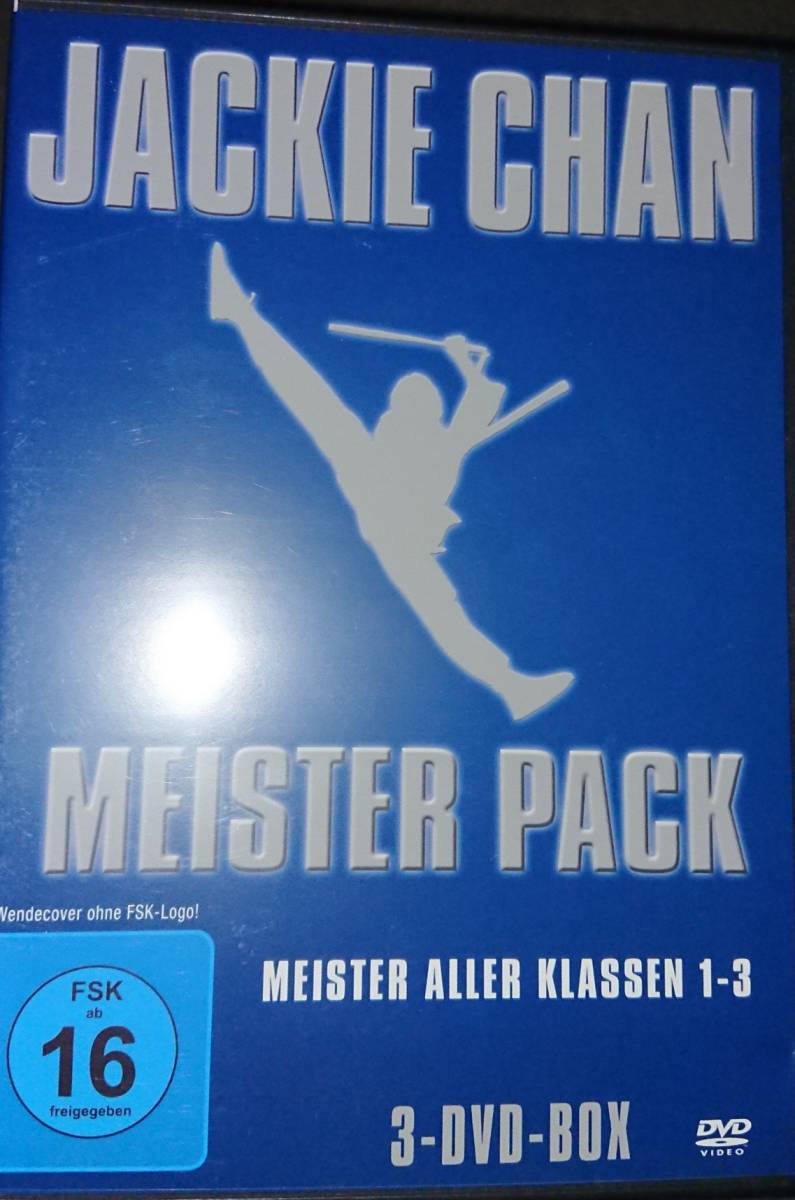 JACKIE CHAN
MEISTER PACK
Wendecover ohne FSK-Logo!
MEISTER ALLER KLASSEN 1-3
FSK
ab
16
freigegeben
3-DVD-BOX
DVD
VIDEO